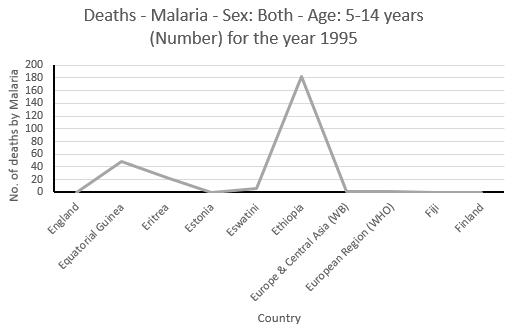 Deaths - Malaria - Sex: Both - Age: 5-14 years
(Number) for the year 1995
No. of deaths by Malaria
200
180
160
140
120
100
80
60
40
20
0
England
Equatorial Guinea
Eritrea
Estonia
Eswatini
Ethiopia
Europe & Central Asia (WB)
European Region (WHO)
Fiji
Finland
Country